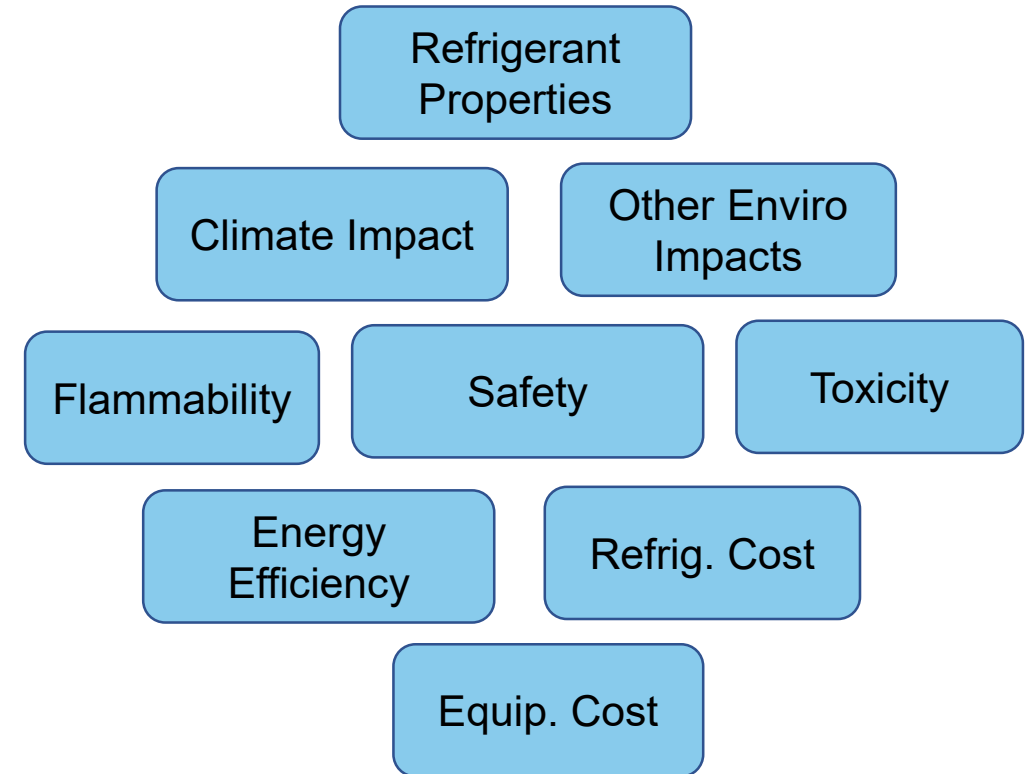 Refrigerant
Properties
Climate Impact
Other Enviro
Impacts
Flammability
Safety
Toxicity
Energy
Efficiency
Refrig. Cost
Equip. Cost